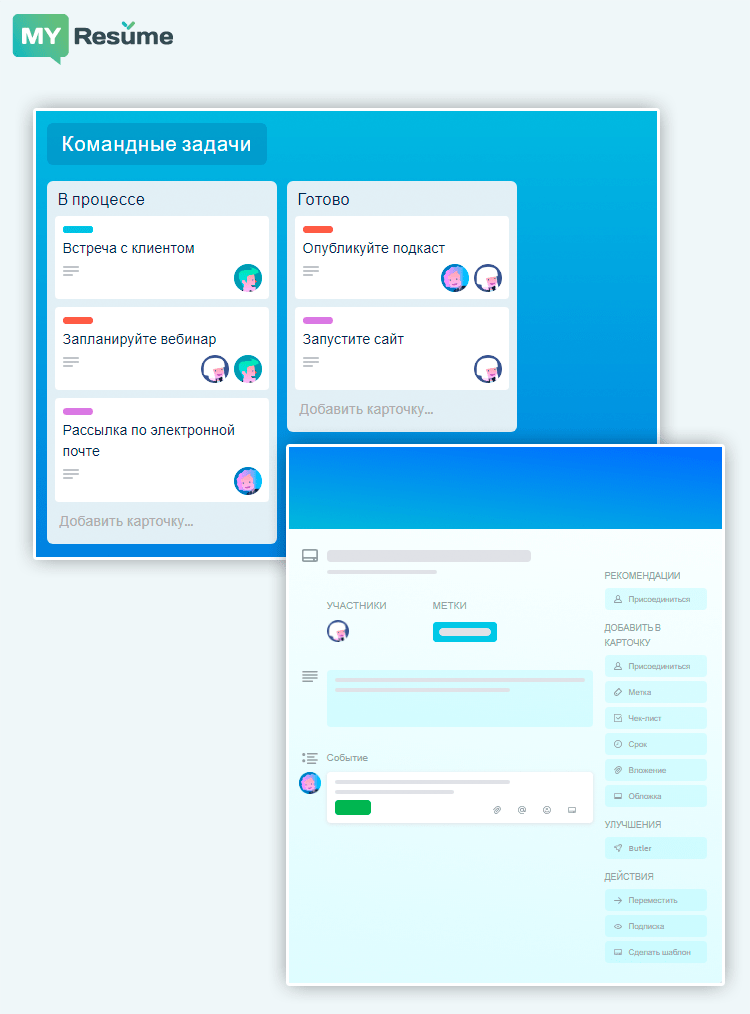 MY Resume
Командные задачи
В процессе
Встреча с клиентом
Запланируйте вебинар
Рассылка по электронной
почте
Добавить карточку...
Готово
Опубликуйте подкаст
Запустите сайт
Добавить карточку...
УЧАСТНИКИ
МЕТКИ
Событие
РЕКОМЕНДАЦИИ
Присоединиться
ДОБАВИТЬ В
КАРТОЧКУ
Присоединиться
Метка
Чек-лист
Срок
Вложение
Обложка
УЛУЧШЕНИЯ
Butler
ДЕЙСТВИЯ
Переместить
Подписка
Сделать шаблон